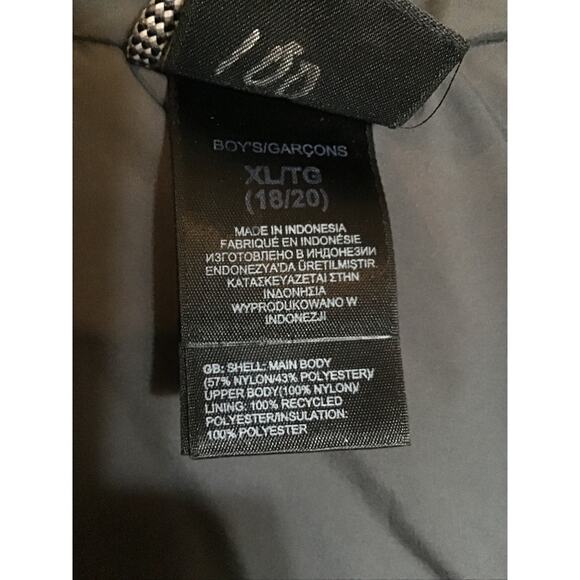 BOY'S/GARÇONS
XL/TG
(18/20)
MADE IN INDONESIA
FABRIQUÉ EN INDONÉSIE
ИЗГОТОВЛЕНО В ИНДОНЕЗИИ
ENDONEZYA'DA ÜRETILMIŞTIR
ΚΑΤΑΣΚΕΥΑΖΕΤΑΙ ΣΤΗΝ
ΙΝΔΟΝΗΣΙΑ
WYPRODUKOWANO W
INDONEZJI
GB: SHELL: MAIN BODY
(57% NYLON/43% POLYESTER)/
UPPER BODY(100% NYLON)/
LINING: 100% RECYCLED
POLYESTER/INSULATION:
100% POLYESTER